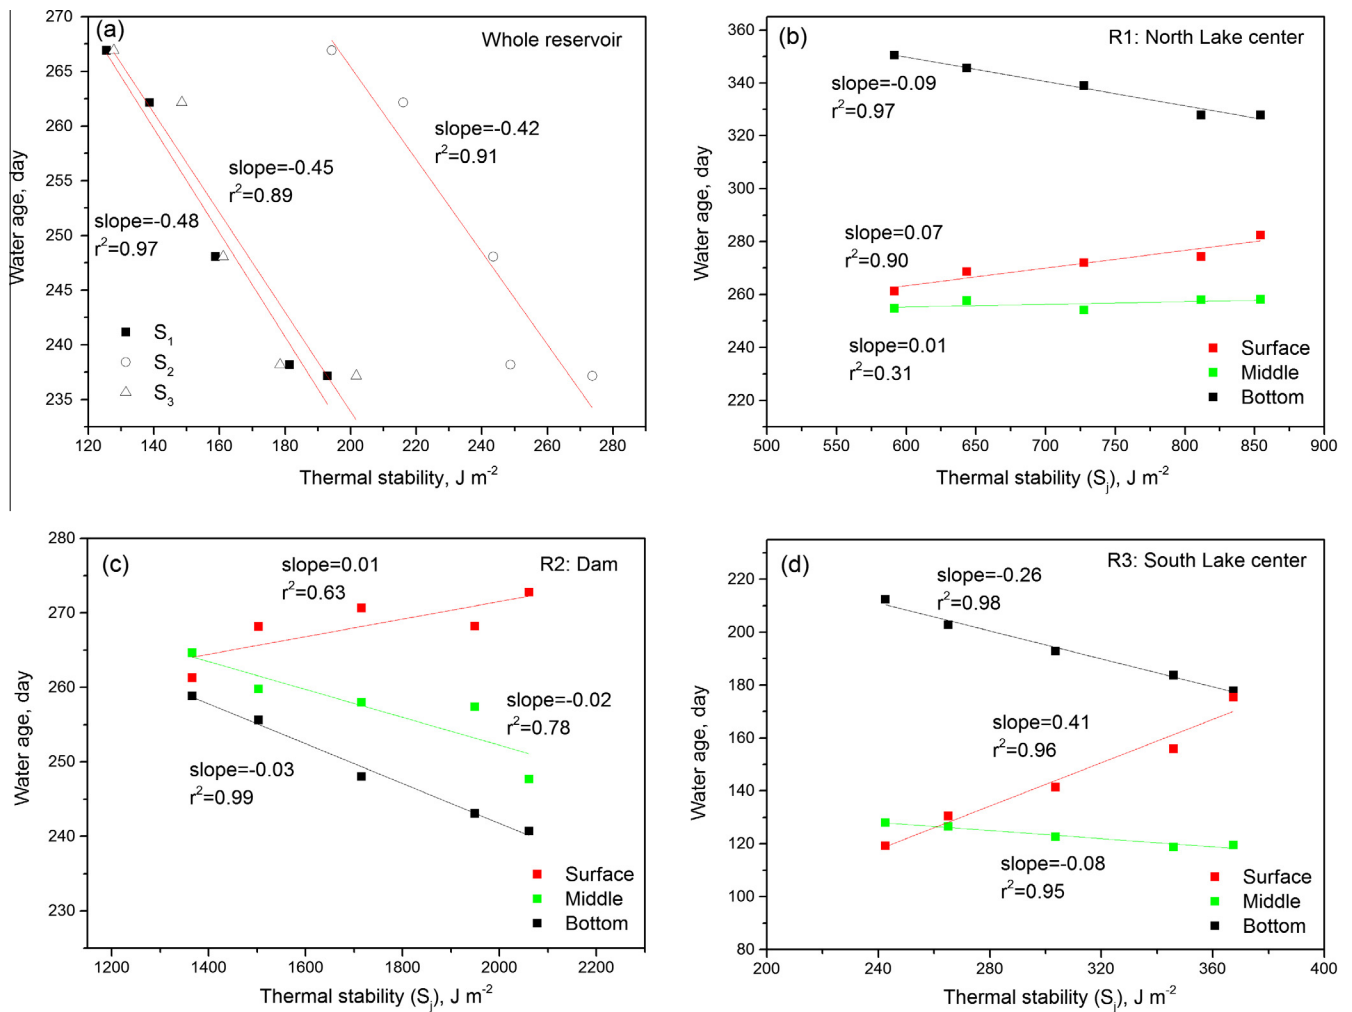 (a)
Whole reservoir
270
265
260
255
250
245
240
235
Water age, day
slope=-0.42
r²=0.91
slope=-0.45
r²=0.89
slope=-0.48
r²=0.97
S₁
S₂
S₃
120 140 160 180 200 220 240 260 280
Thermal stability, J m⁻²
(b)
R1: North Lake center
360
340
320
300
280
260
240
220
Water age, day
slope=-0.09
r²=0.97
slope=0.07
r²=0.90
slope=0.01
r²=0.31
Surface
Middle
Bottom
500 550 600 650 700 750 800 850 900
Thermal stability (Sⱼ), J m⁻²
(c)
R2: Dam
280
270
260
250
240
230
Water age, day
slope=0.01
r²=0.63
slope=-0.02
r²=0.78
slope=-0.03
r²=0.99
Surface
Middle
Bottom
1200 1400 1600 1800 2000 2200
Thermal stability (Sⱼ), J m⁻²
(d)
R3: South Lake center
220
200
180
160
140
120
100
80
Water age, day
slope=-0.26
r²=0.98
slope=0.41
r²=0.96
slope=-0.08
r²=0.95
Surface
Middle
Bottom
200 240 280 320 360 400
Thermal stability (Sⱼ), J m⁻²